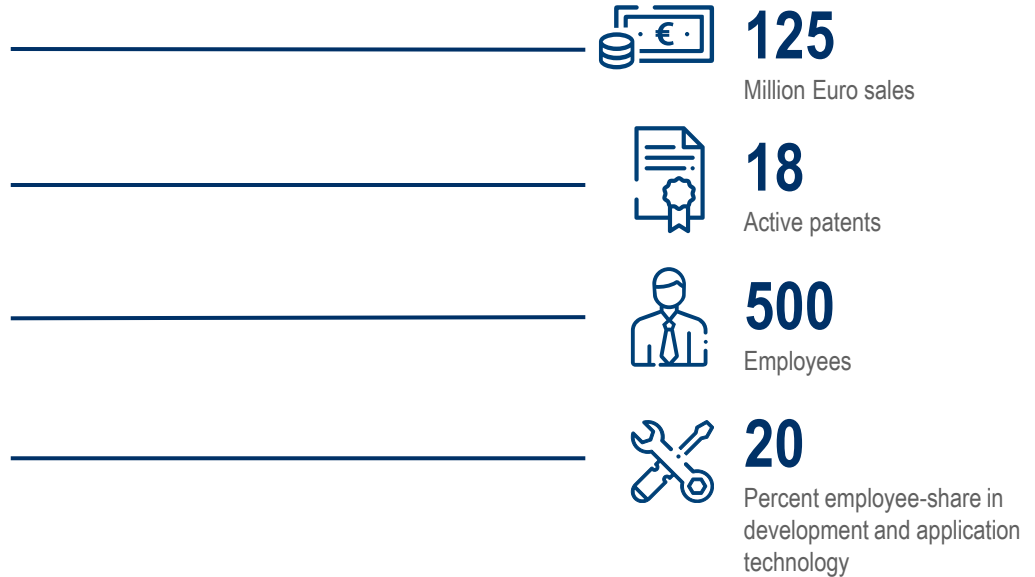 €
125
Million Euro sales
18
Active patents
500
Employees
20
Percent employee-share in
development and application
technology